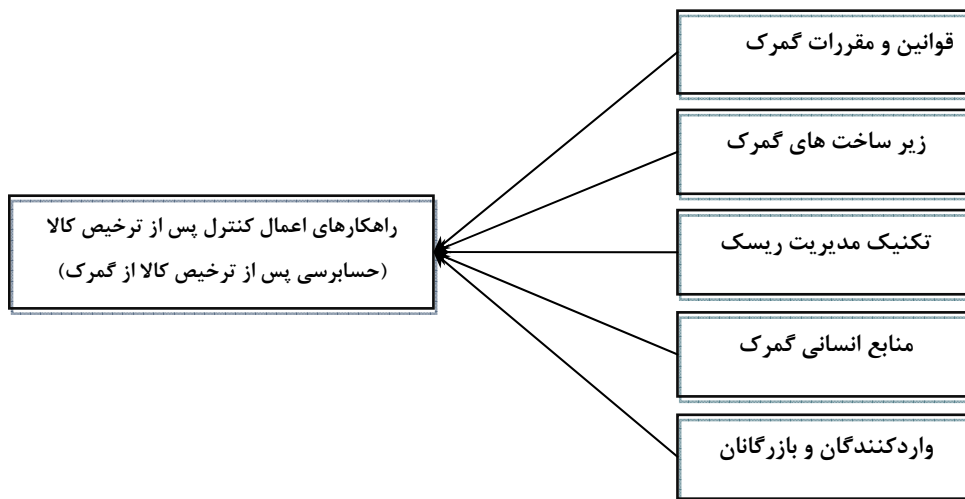 قوانین و مقررات گمرک
زیر ساخت های گمرک
راهکارهای اعمال کنترل پس از ترخیص کالا
(حسابرسی پس از ترخیص کالا از گمرک)
تکنیک مدیریت ریسک
منابع انسانی گمرک
واردکنندگان و بازرگانان